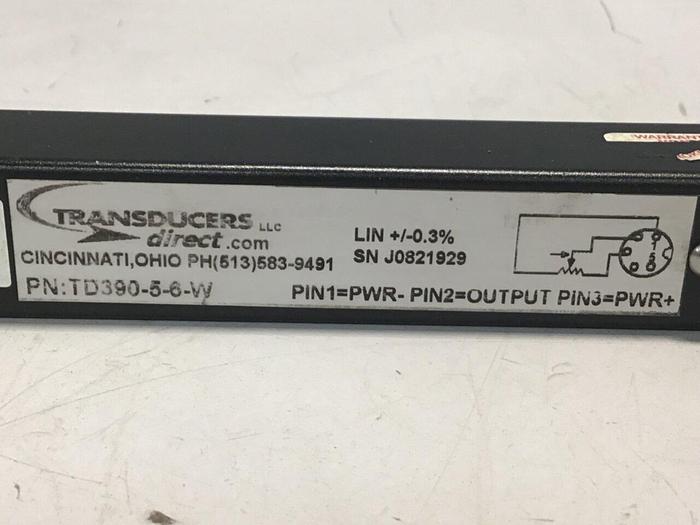 TRANSDUCERS LLC
direct.com
CINCINNATI,OHIO PH(513)583-9491
PN:TD390-5-6-W
LIN +/-0.3%
SN J0821929
PIN1=PWR- PIN2=OUTPUT PIN3=PWR+